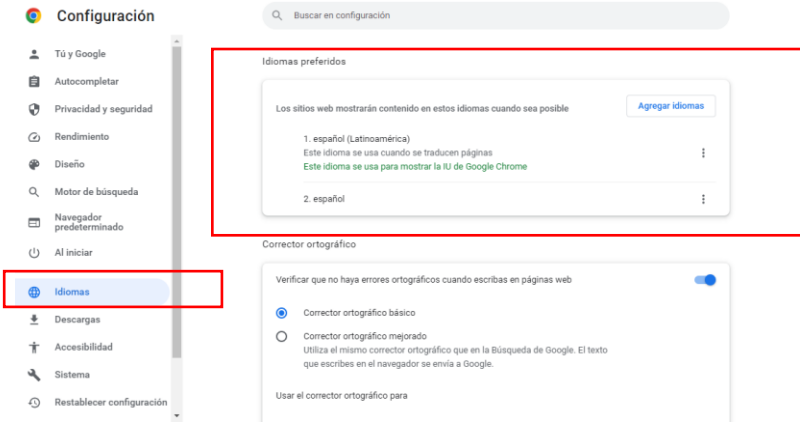 Configuración
Buscar en configuración
Tú y Google
Autocompletar
Privacidad y seguridad
Rendimiento
Diseño
Motor de búsqueda
Navegador
predeterminado
Al iniciar
Idiomas
Descargas
Accesibilidad
Sistema
Restablecer configuración
Idiomas preferidos
Los sitios web mostrarán contenido en estos idiomas cuando sea posible
Agregar idiomas
1. español (Latinoamérica)
Este idioma se usa cuando se traducen páginas
Este idioma se usa para mostrar la IU de Google Chrome
2. español
Corrector ortográfico
Verificar que no haya errores ortográficos cuando escribas en páginas web
Corrector ortográfico básico
Corrector ortográfico mejorado
Utiliza el mismo corrector ortográfico que en la Búsqueda de Google. El texto
que escribes en el navegador se envía a Google.
Usar el corrector ortográfico para